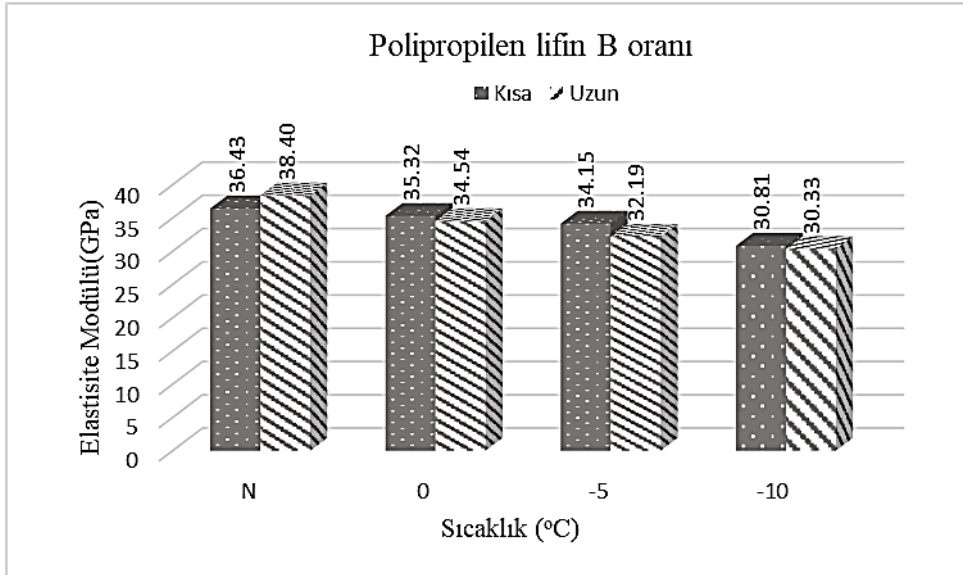 Polipropilen lifin B oranı
Kısa Uzun
36.43 38.40 35.32 34.54 34.15 32.19 30.81 30.33
Elastisite Modülü(GPa)
40
35
30
25
20
15
10
5
0
N 0 -5 -10
Sıcaklık (°C)